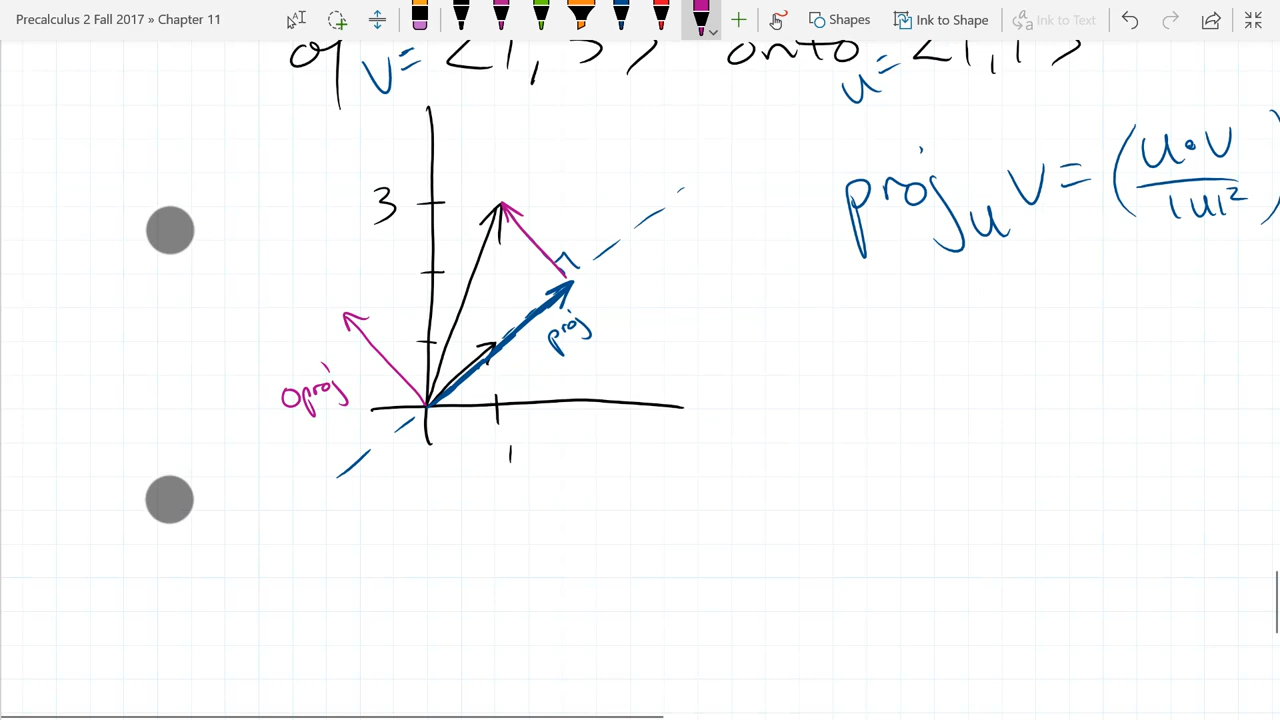 Precalculus 2 Fall 2017 » Chapter 11
Shapes
Ink to Shape
Ink to Text
of <1, 3> onto <1, 1>
v = u =
proj_u v = (u • v / |u|²)
3
proj
oproj
1